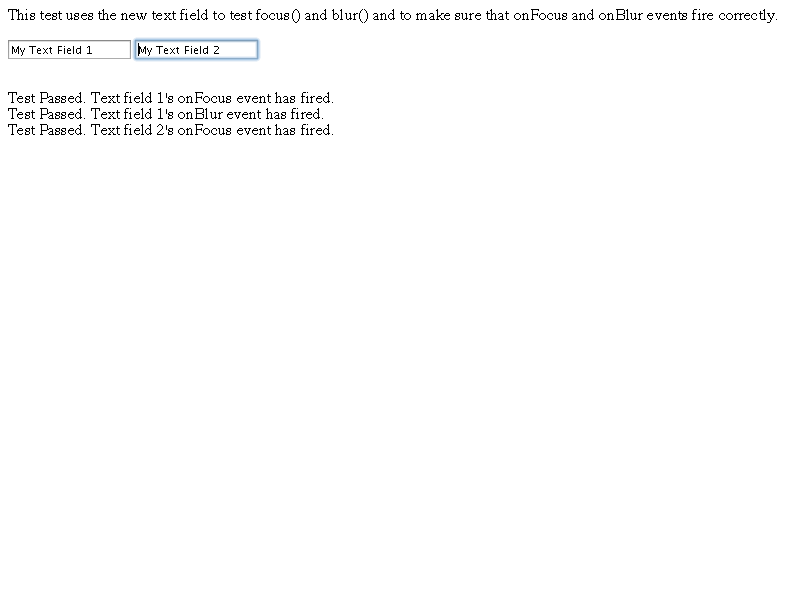 This test uses the new text field to test focus() and blur() and to make sure that onFocus and onBlur events fire correctly.
My Text Field 1 My Text Field 2
Test Passed. Text field 1's onFocus event has fired.
Test Passed. Text field 1's onBlur event has fired.
Test Passed. Text field 2's onFocus event has fired.